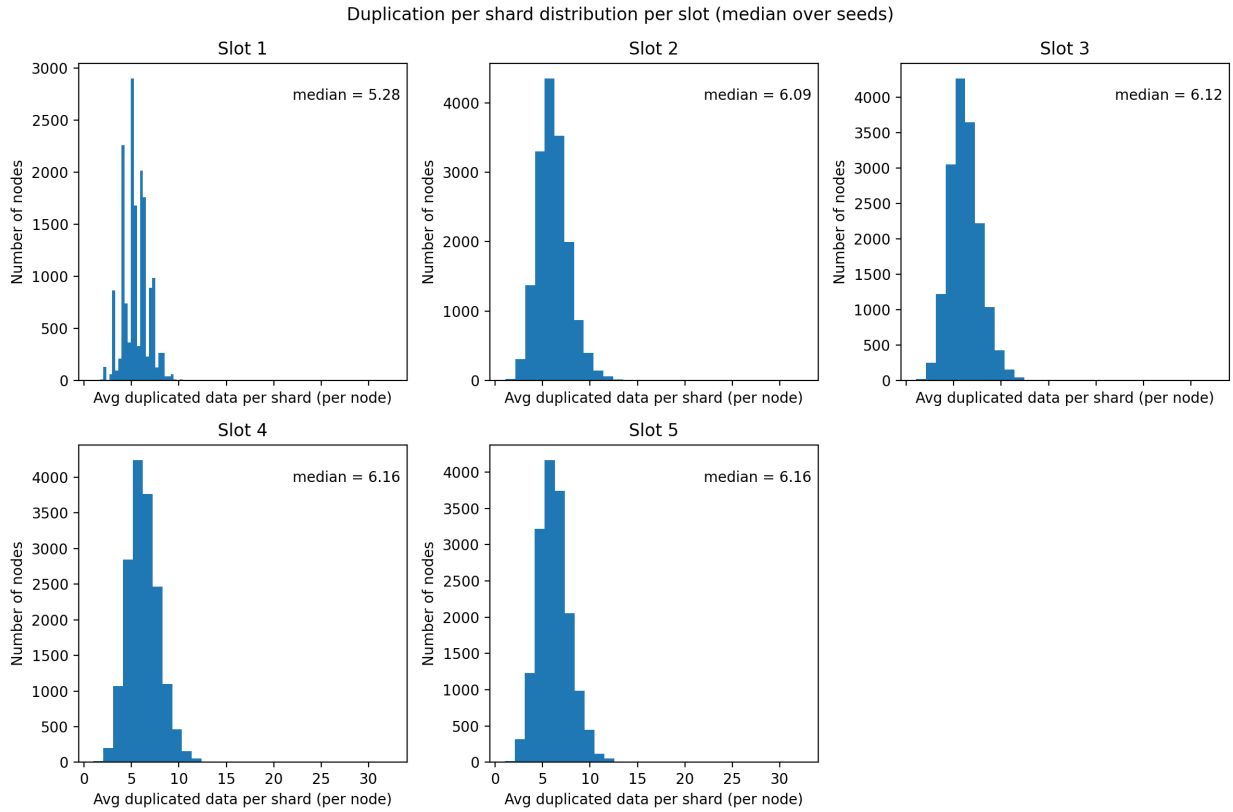 Duplication per shard distribution per slot (median over seeds)
Slot 1
3000
2500
2000
1500
1000
500
0
Number of nodes
median = 5.28
Avg duplicated data per shard (per node)
Slot 2
4000
3000
2000
1000
0
Number of nodes
median = 6.09
Avg duplicated data per shard (per node)
Slot 3
4000
3500
3000
2500
2000
1500
1000
500
0
Number of nodes
median = 6.12
Avg duplicated data per shard (per node)
Slot 4
4000
3500
3000
2500
2000
1500
1000
500
0
Number of nodes
median = 6.16
0 5 10 15 20 25 30
Avg duplicated data per shard (per node)
Slot 5
4000
3500
3000
2500
2000
1500
1000
500
0
Number of nodes
median = 6.16
0 5 10 15 20 25 30
Avg duplicated data per shard (per node)